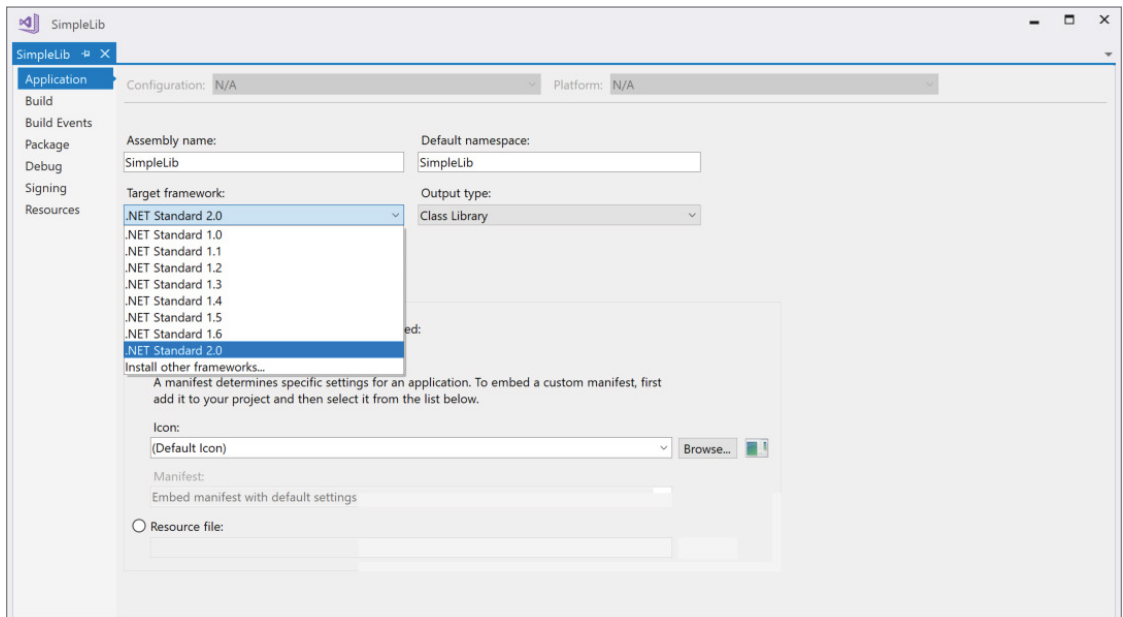 SimpleLib
SimpleLib
Application
Build
Build Events
Package
Debug
Signing
Resources
Configuration: N/A Platform: N/A
Assembly name: Default namespace:
SimpleLib SimpleLib
Target framework: Output type:
.NET Standard 2.0 Class Library
.NET Standard 1.0
.NET Standard 1.1
.NET Standard 1.2
.NET Standard 1.3
.NET Standard 1.4
.NET Standard 1.5
.NET Standard 1.6
ed:
.NET Standard 2.0
Install other frameworks...
A manifest determines specific settings for an application. To embed a custom manifest, first
add it to your project and then select it from the list below.
Icon:
(Default Icon) Browse...
Manifest:
Embed manifest with default settings
Resource file: